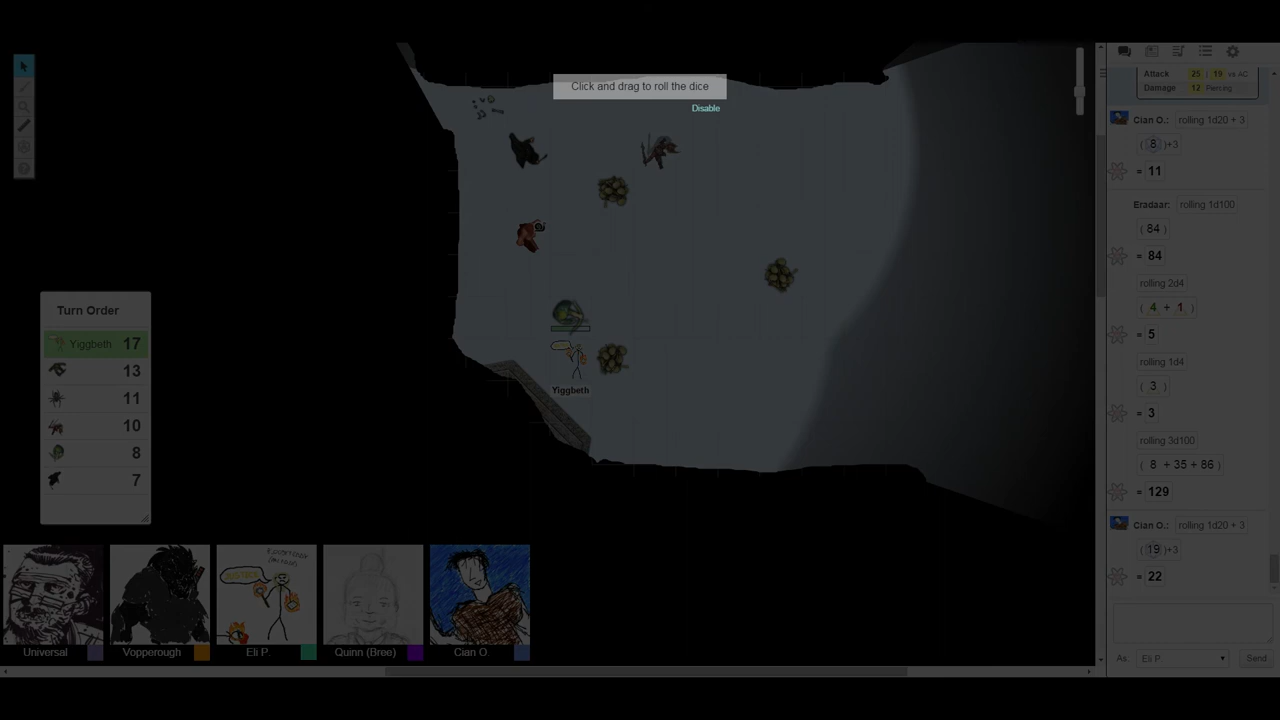 Click and drag to roll the dice
Disable
Turn Order
Yiggbeth 17
13
11
10
8
7
Yiggbeth
Universal
Vopperough
Eli P.
Quinn (Bree)
Cian O.
Attack 25 | 19 vs AC
Damage 12 Piercing
Cian O.: rolling 1d20 + 3
( 8 )+3
= 11
Eradaar: rolling 1d100
( 84 )
= 84
rolling 2d4
( 4 + 1 )
= 5
rolling 1d4
( 3 )
= 3
rolling 3d100
( 8 + 35 + 86 )
= 129
Cian O.: rolling 1d20 + 3
( 19 )+3
= 22
As: Eli P
Send